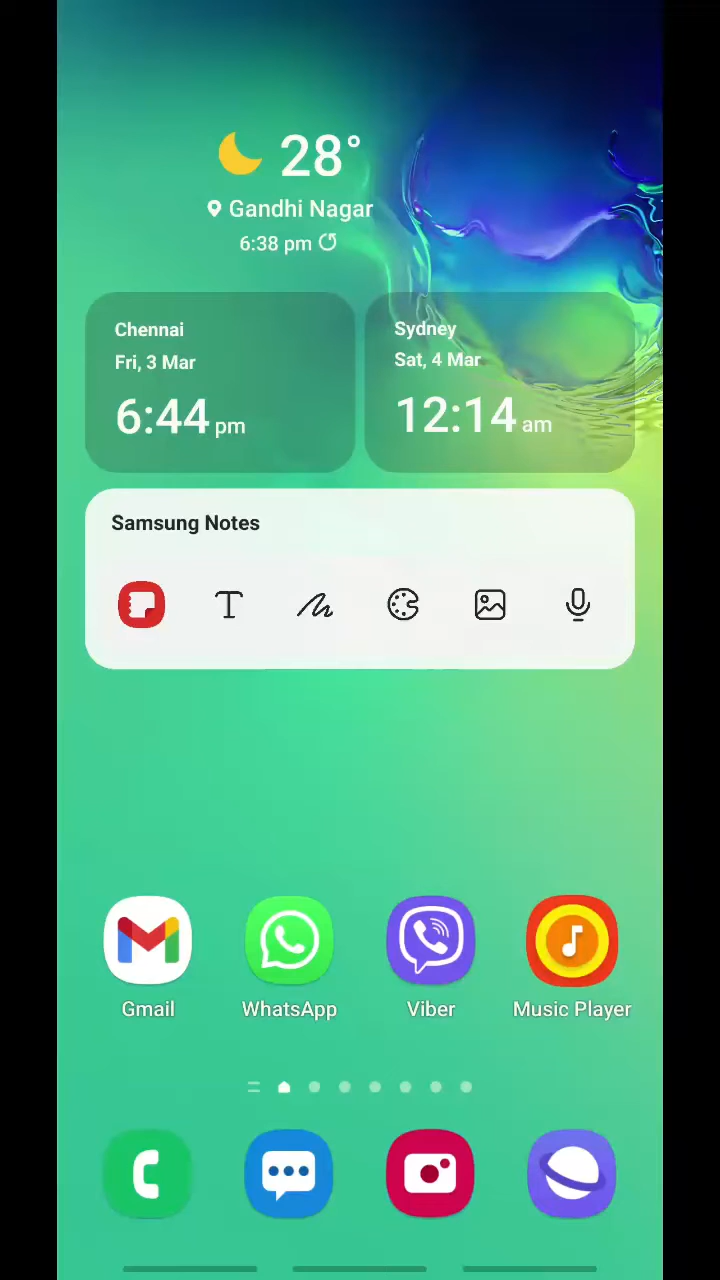 28°
Gandhi Nagar
6:38 pm
Chennai
Fri, 3 Mar
6:44 pm
Sydney
Sat, 4 Mar
12:14 am
Samsung Notes
Gmail
WhatsApp
Viber
Music Player